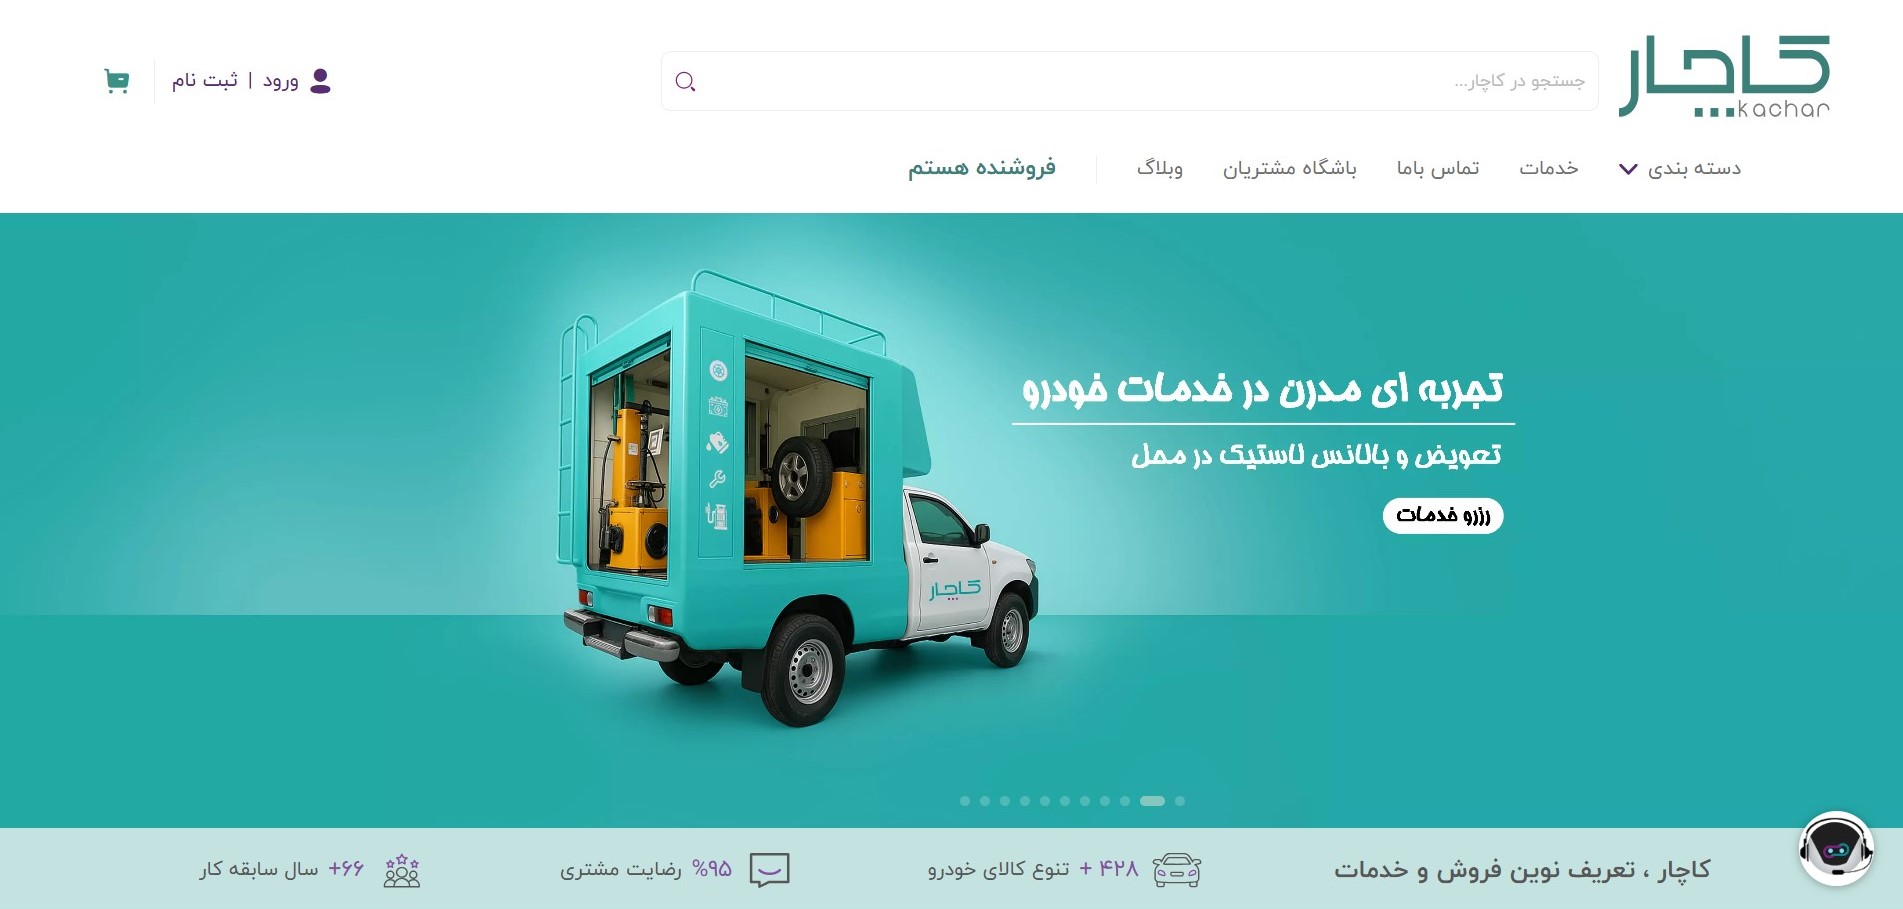 کاچار
kachar
جستجو در کاچار...
ورود | ثبت نام
دسته بندی
خدمات
تماس باما
باشگاه مشتریان
وبلاگ
فروشنده هستم
تجربه ای مدرن در خدمات خودرو
تعویض و بالانس لاستیک در محل
رزرو خدمات
کاچار
کاچار ، تعریف نوین فروش و خدمات
۴۲۸ + تنوع کالای خودرو
%۹۵ رضایت مشتری
+۶۶ سال سابقه کار